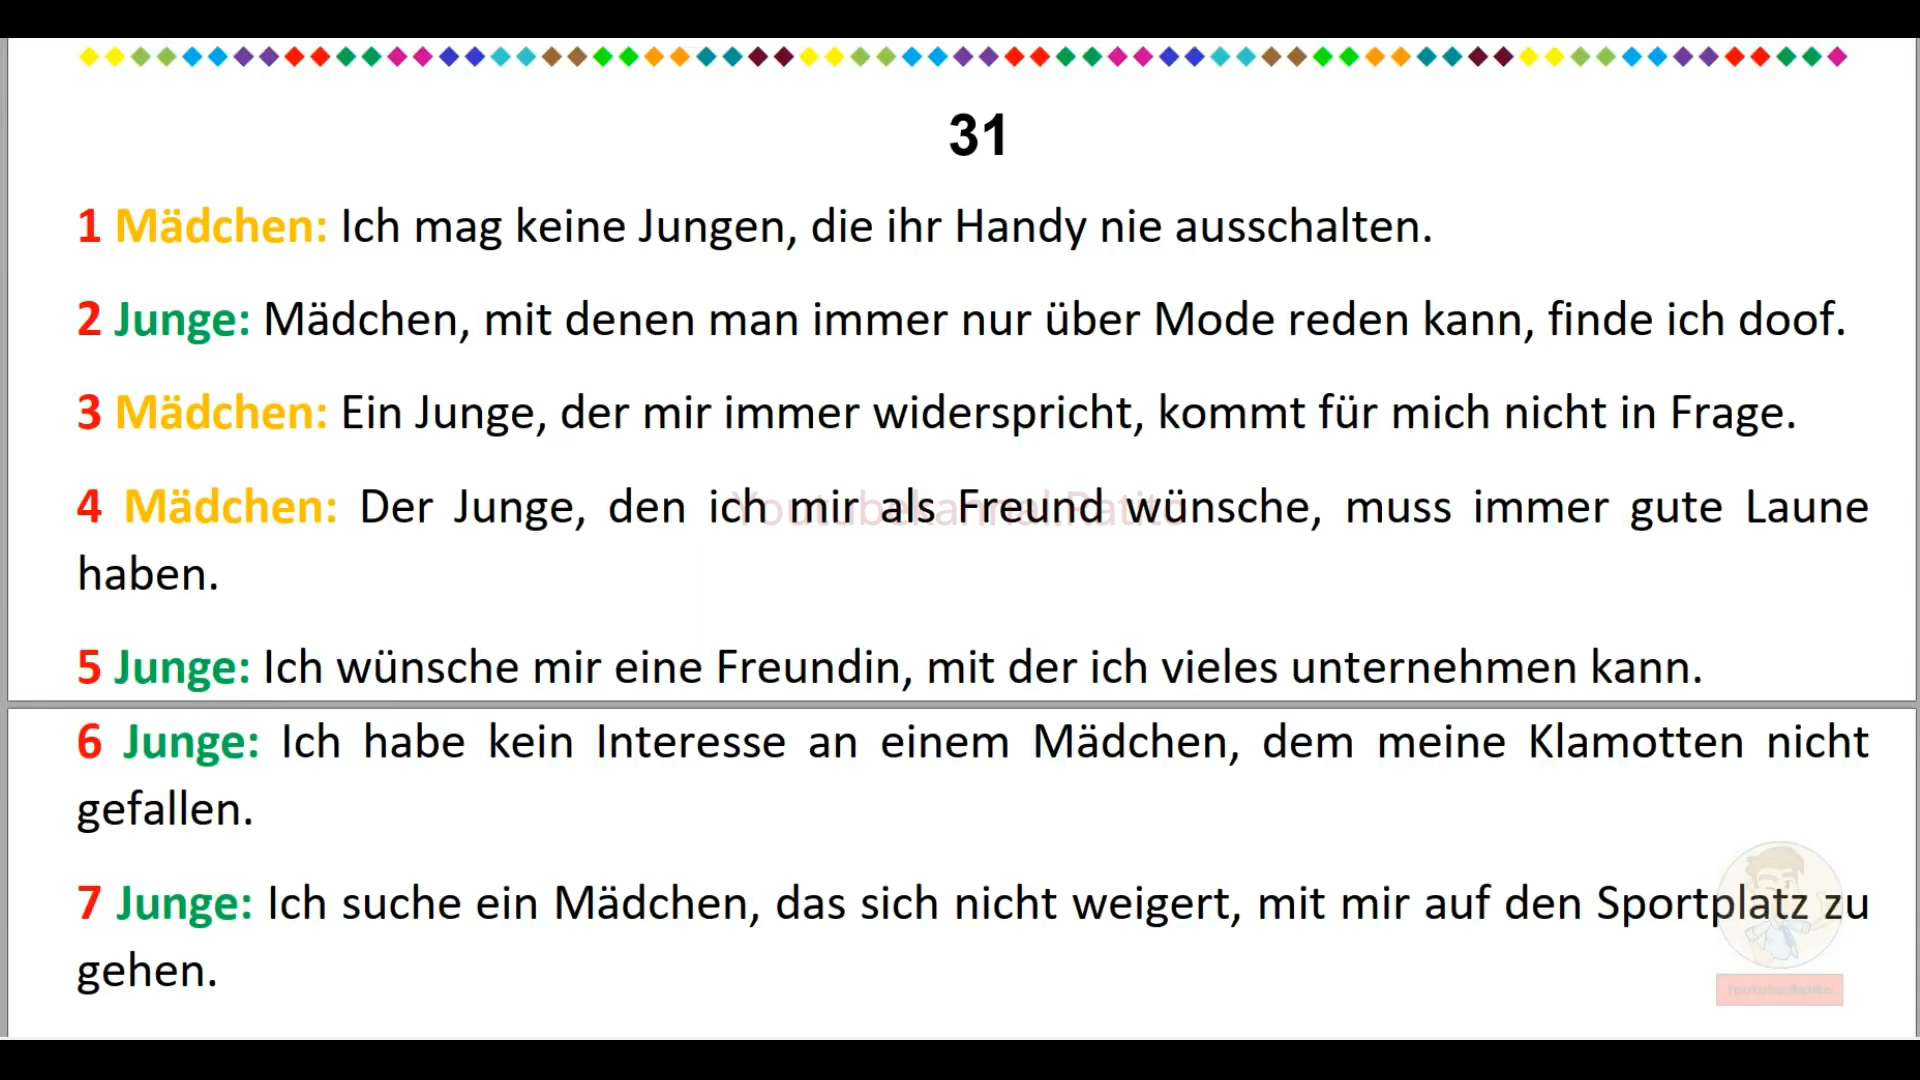 31
1 Mädchen: Ich mag keine Jungen, die ihr Handy nie ausschalten.
2 Junge: Mädchen, mit denen man immer nur über Mode reden kann, finde ich doof.
3 Mädchen: Ein Junge, der mir immer widerspricht, kommt für mich nicht in Frage.
4 Mädchen: Der Junge, den ich mir als Freund wünsche, muss immer gute Laune
haben.
5 Junge: Ich wünsche mir eine Freundin, mit der ich vieles unternehmen kann.
6 Junge: Ich habe kein Interesse an einem Mädchen, dem meine Klamotten nicht
gefallen.
7 Junge: Ich suche ein Mädchen, das sich nicht weigert, mit mir auf den Sportplatz zu
gehen.